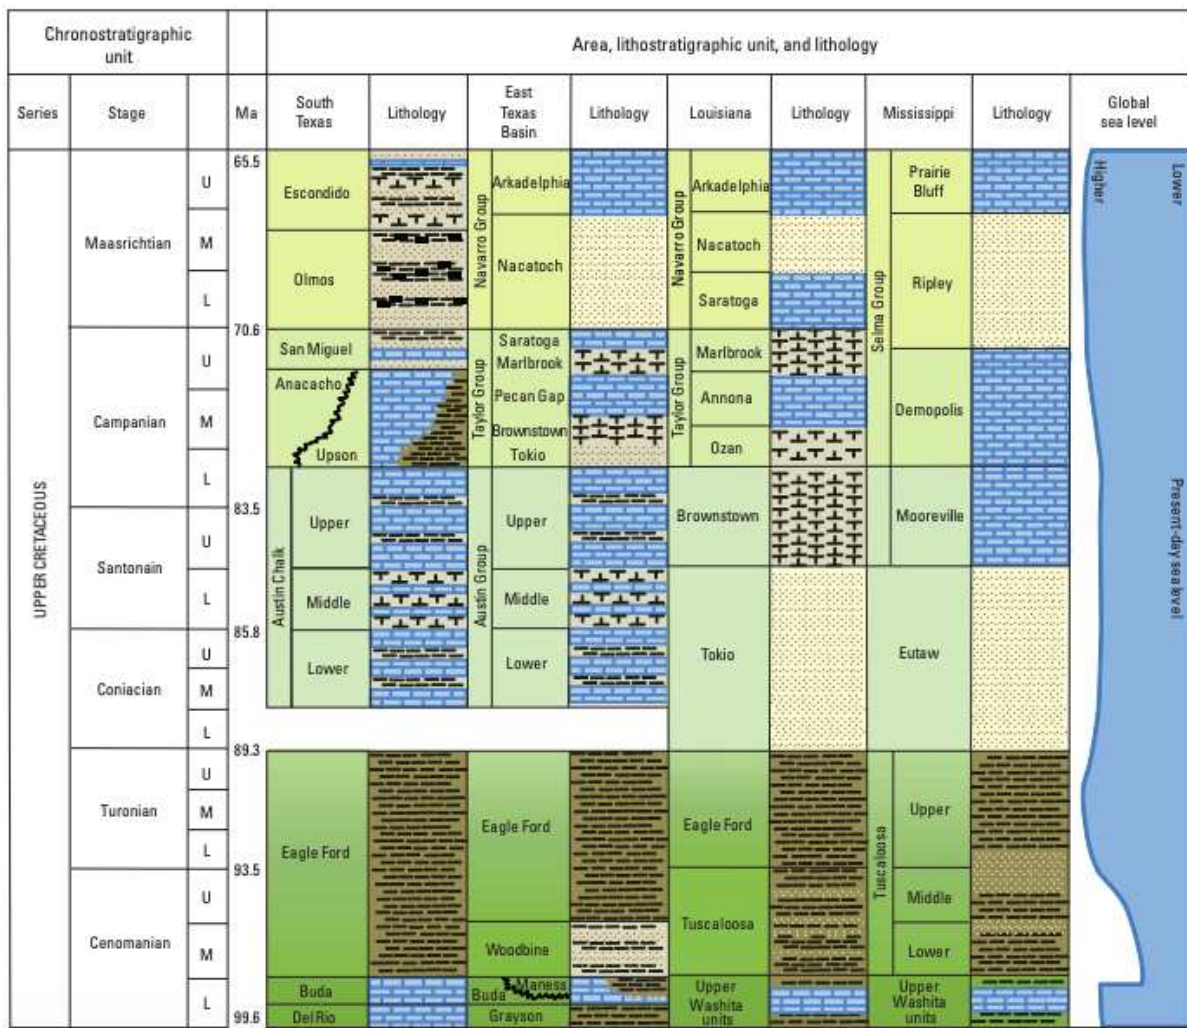 Chronostratigraphic
unit
Area, lithostratigraphic unit, and lithology
Series
Stage
Ma
South
Texas
Lithology
East
Texas
Basin
Lithology
Louisiana
Lithology
Mississippi
Lithology
Global
sea level
UPPER CRETACEOUS
Maasrichtian
U
M
L
Campanian
U
M
L
Santonain
U
L
Coniacian
U
M
L
Turonian
U
M
L
Cenomanian
U
M
L
65.5
70.6
83.5
85.8
89.3
93.5
99.6
Escondido
Olmos
San Miguel
Anacacho
Upson
Austin Chalk
Upper
Middle
Lower
Eagle Ford
Buda
Del Rio
Navarro Group
Arkadelphia
Nacatoch
Taylor Group
Saratoga
Marlbrook
Pecan Gap
Brownstown
Tokio
Austin Group
Upper
Middle
Lower
Eagle Ford
Woodbine
Maness
Buda
Grayson
Navarro Group
Arkadelphia
Nacatoch
Saratoga
Taylor Group
Marlbrook
Annona
Ozan
Brownstown
Tokio
Eagle Ford
Tuscaloosa
Upper
Washita
units
Selma Group
Prairie
Bluff
Ripley
Demopolis
Mooreville
Eutaw
Tuscaloosa
Upper
Middle
Lower
Upper
Washita
units
Higher
Lower
Present-day sea level